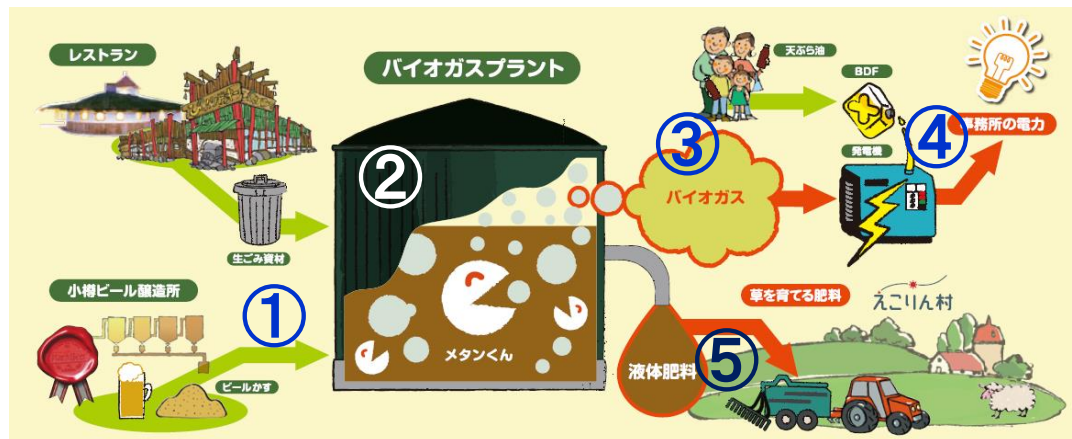 レストラン
生ごみ資材
小樽ビール醸造所
①
ビールかす
バイオガスプラント
②
メタンくん
③
バイオガス
天ぷら油
BDF
発電機
④
事務所の電力
液体肥料
⑤
草を育てる肥料
えこりん村